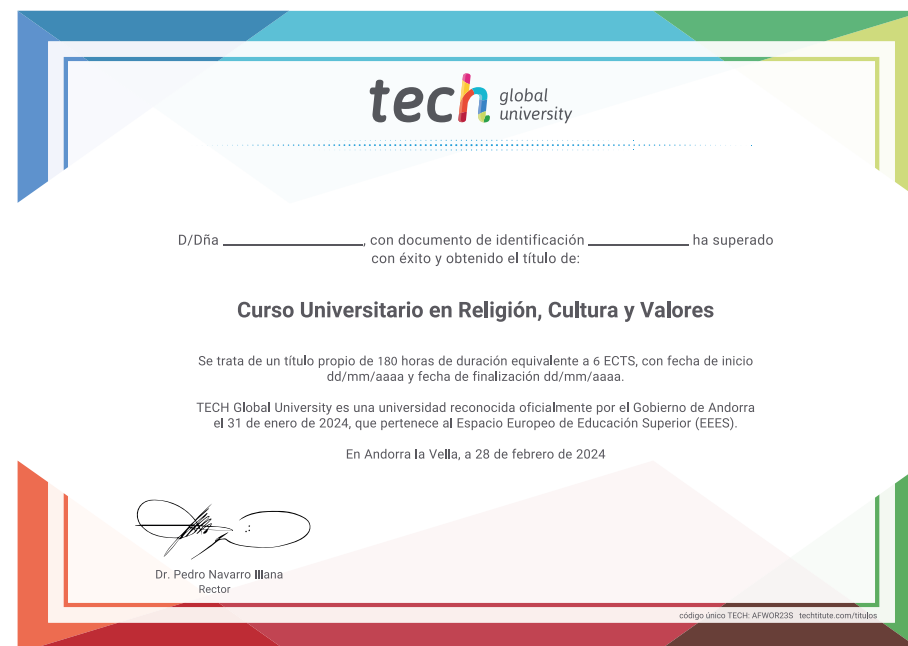 tech global university
D/Dña ______________, con documento de identificación __________ ha superado
con éxito y obtenido el título de:
Curso Universitario en Religión, Cultura y Valores
Se trata de un título propio de 180 horas de duración equivalente a 6 ECTS, con fecha de inicio
dd/mm/aaaa y fecha de finalización dd/mm/aaaa.
TECH Global University es una universidad reconocida oficialmente por el Gobierno de Andorra
el 31 de enero de 2024, que pertenece al Espacio Europeo de Educación Superior (EEES).
En Andorra la Vella, a 28 de febrero de 2024
Dr. Pedro Navarro Illana
Rector
código único TECH: AFWOR23S techtitute.com/titulos